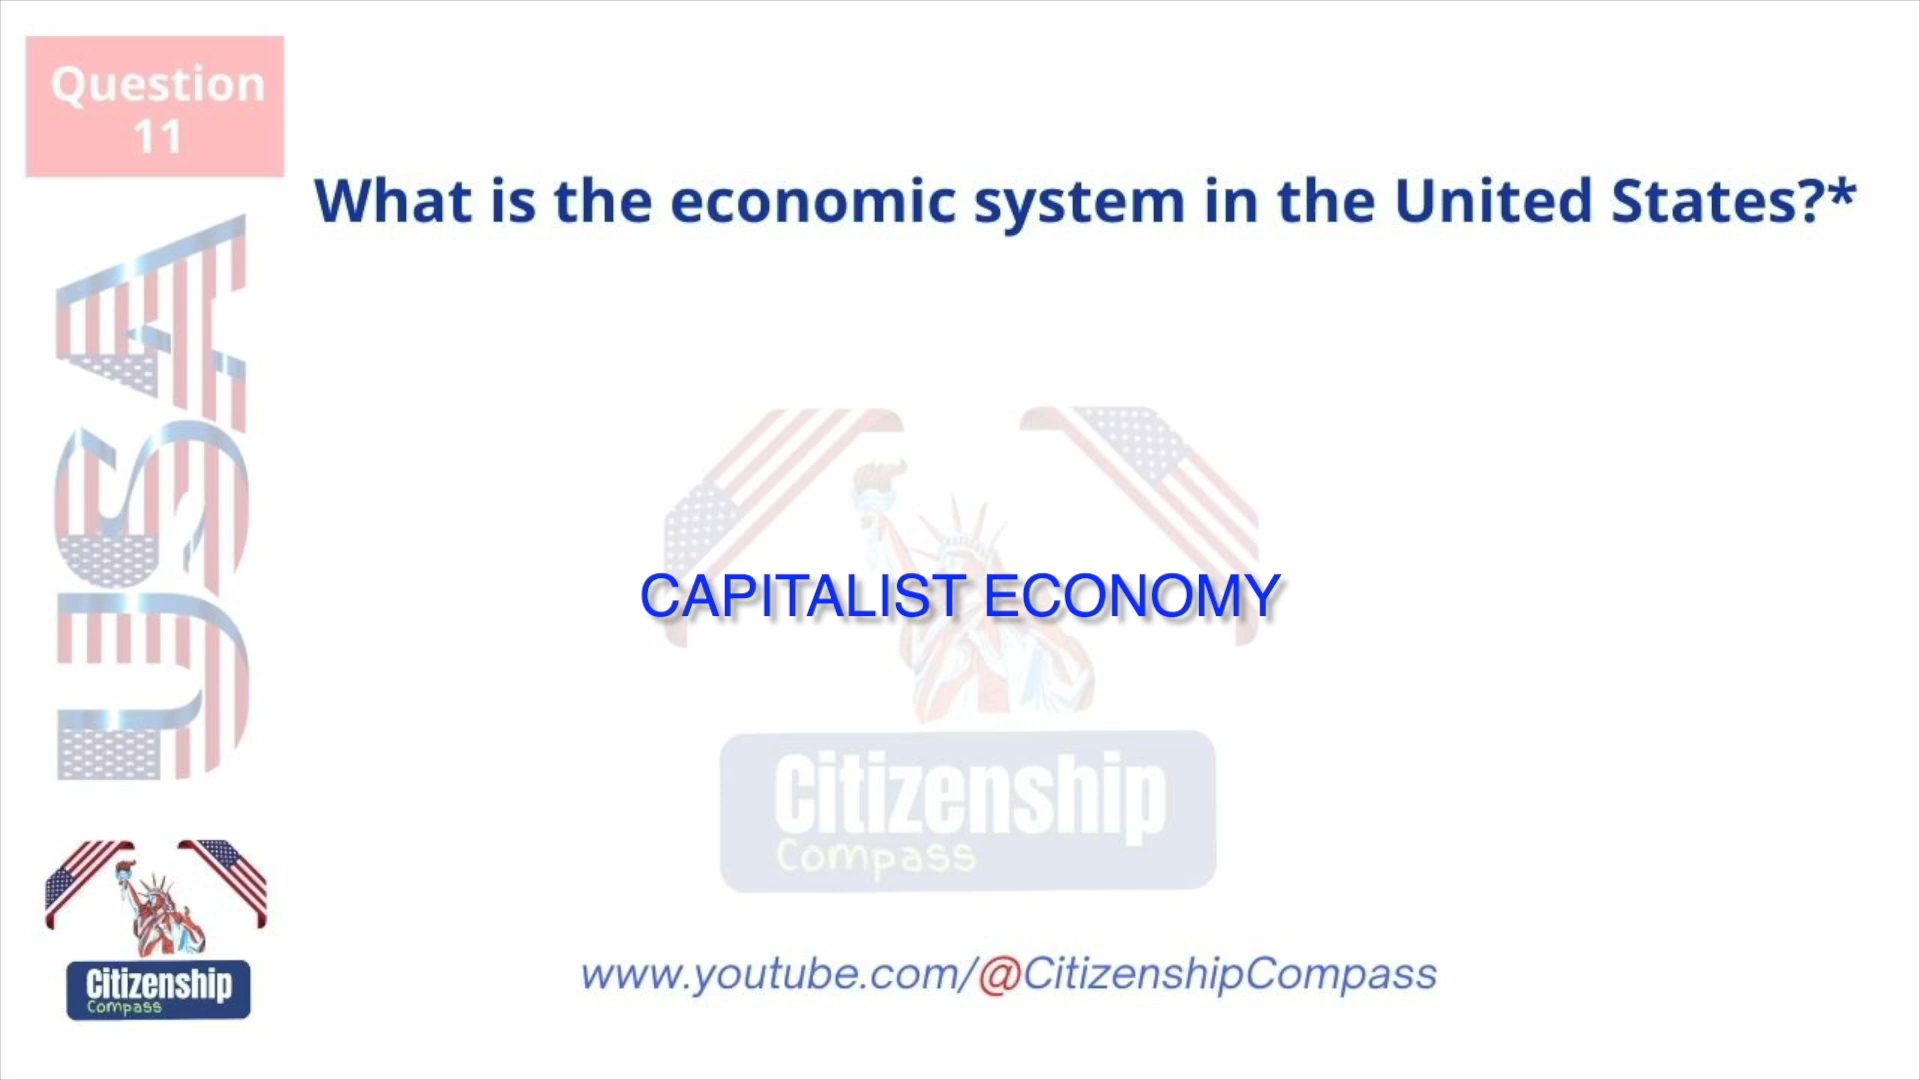 Question
11
What is the economic system in the United States?*
USA
CAPITALIST ECONOMY
Citizenship
Compass
Citizenship
Compass
www.youtube.com/@CitizenshipCompass